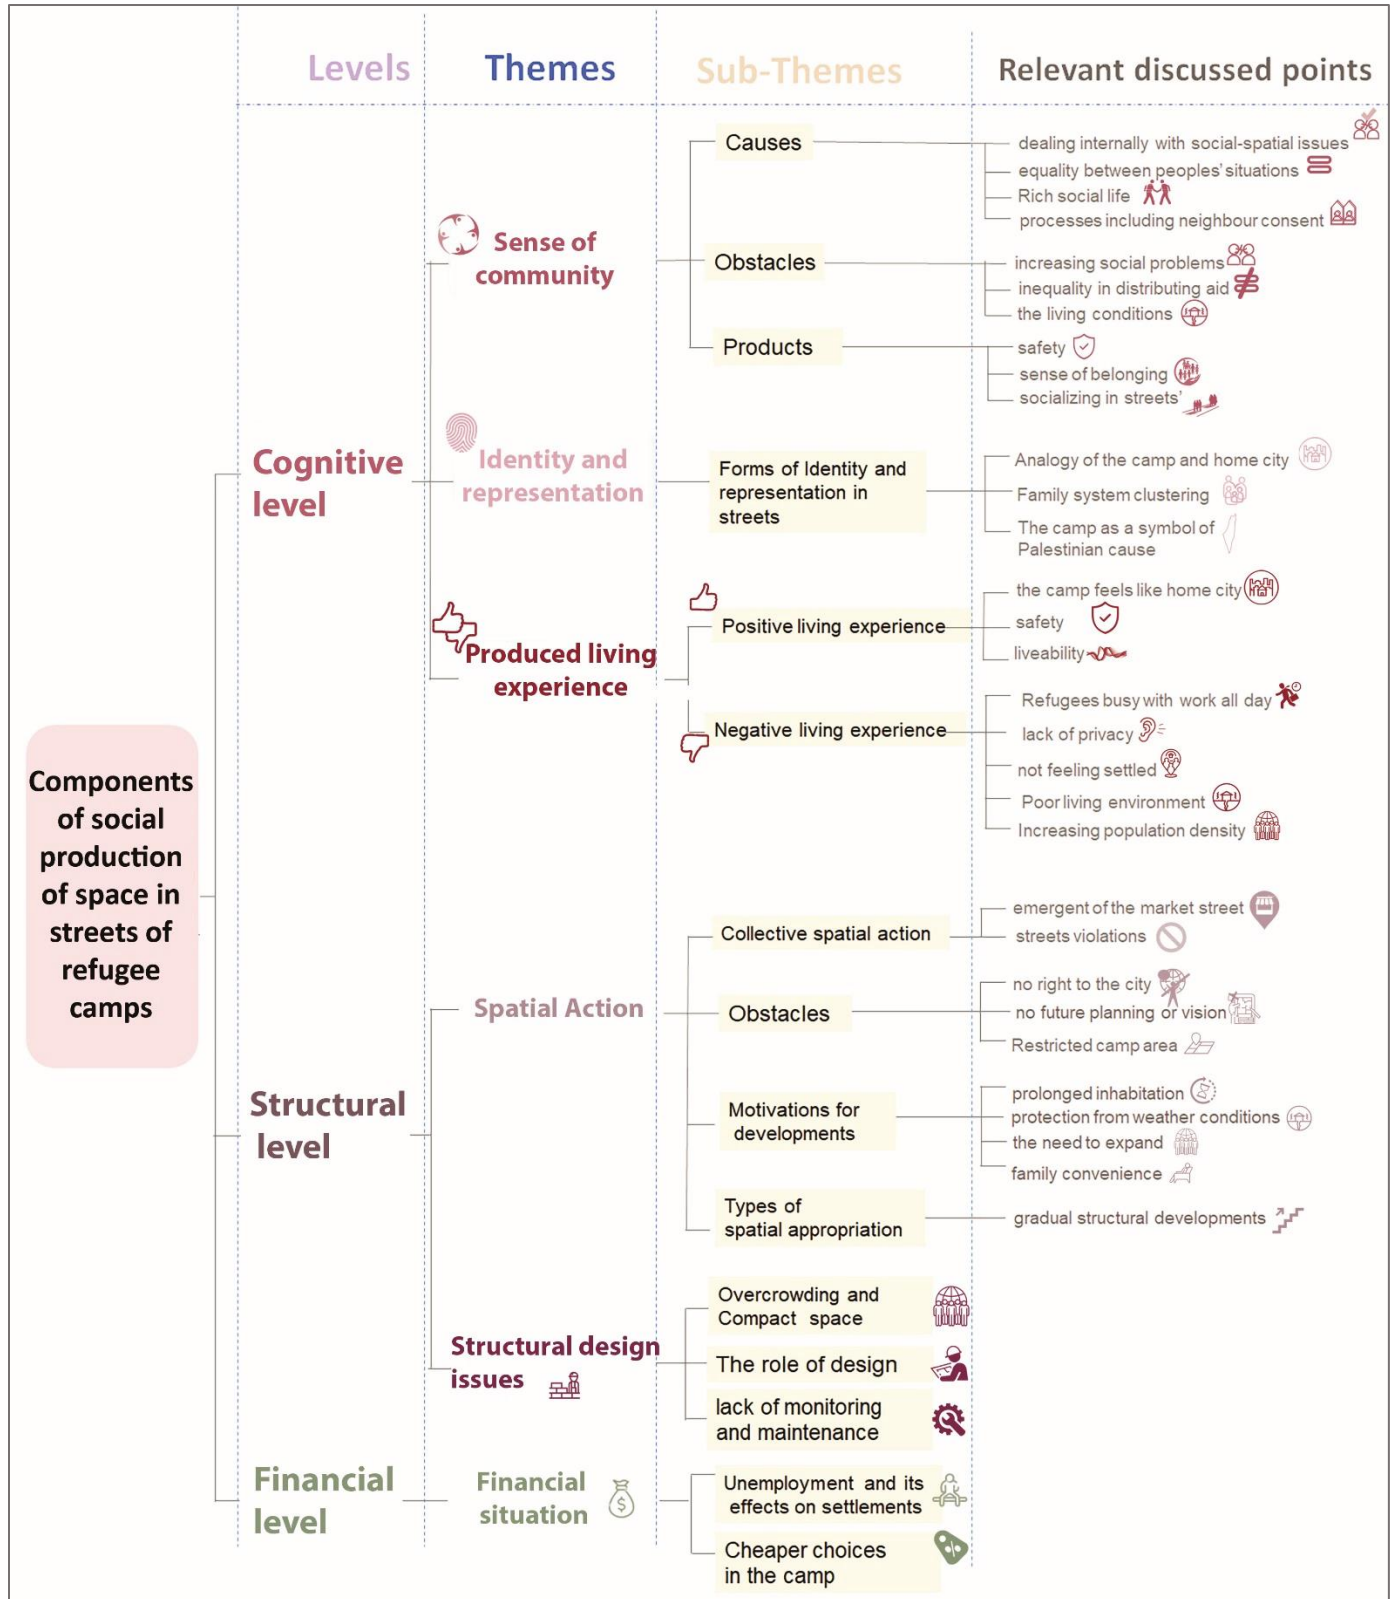 Levels
Themes
Sub-Themes
Relevant discussed points
Components
of social
production
of space in
streets of
refugee
camps
Cognitive
level
Sense of
community
Causes
dealing internally with social-spatial issues
equality between peoples' situations
Rich social life
processes including neighbour consent
Obstacles
increasing social problems
inequality in distributing aid
the living conditions
Products
safety
sense of belonging
socializing in streets'
Identity and
representation
Forms of Identity and
representation in
streets
Analogy of the camp and home city
Family system clustering
The camp as a symbol of
Palestinian cause
Produced living
experience
Positive living experience
the camp feels like home city
safety
liveability
Negative living experience
Refugees busy with work all day
lack of privacy
not feeling settled
Poor living environment
Increasing population density
Structural
level
Spatial Action
Collective spatial action
emergent of the market street
streets violations
Obstacles
no right to the city
no future planning or vision
Restricted camp area
Motivations for
developments
prolonged inhabitation
protection from weather conditions
the need to expand
family convenience
Types of
spatial appropriation
gradual structural developments
Structural design
issues
Overcrowding and
Compact space
The role of design
lack of monitoring
and maintenance
Financial
level
Financial
situation
$
Unemployment and its
effects on settlements
Cheaper choices
in the camp
%